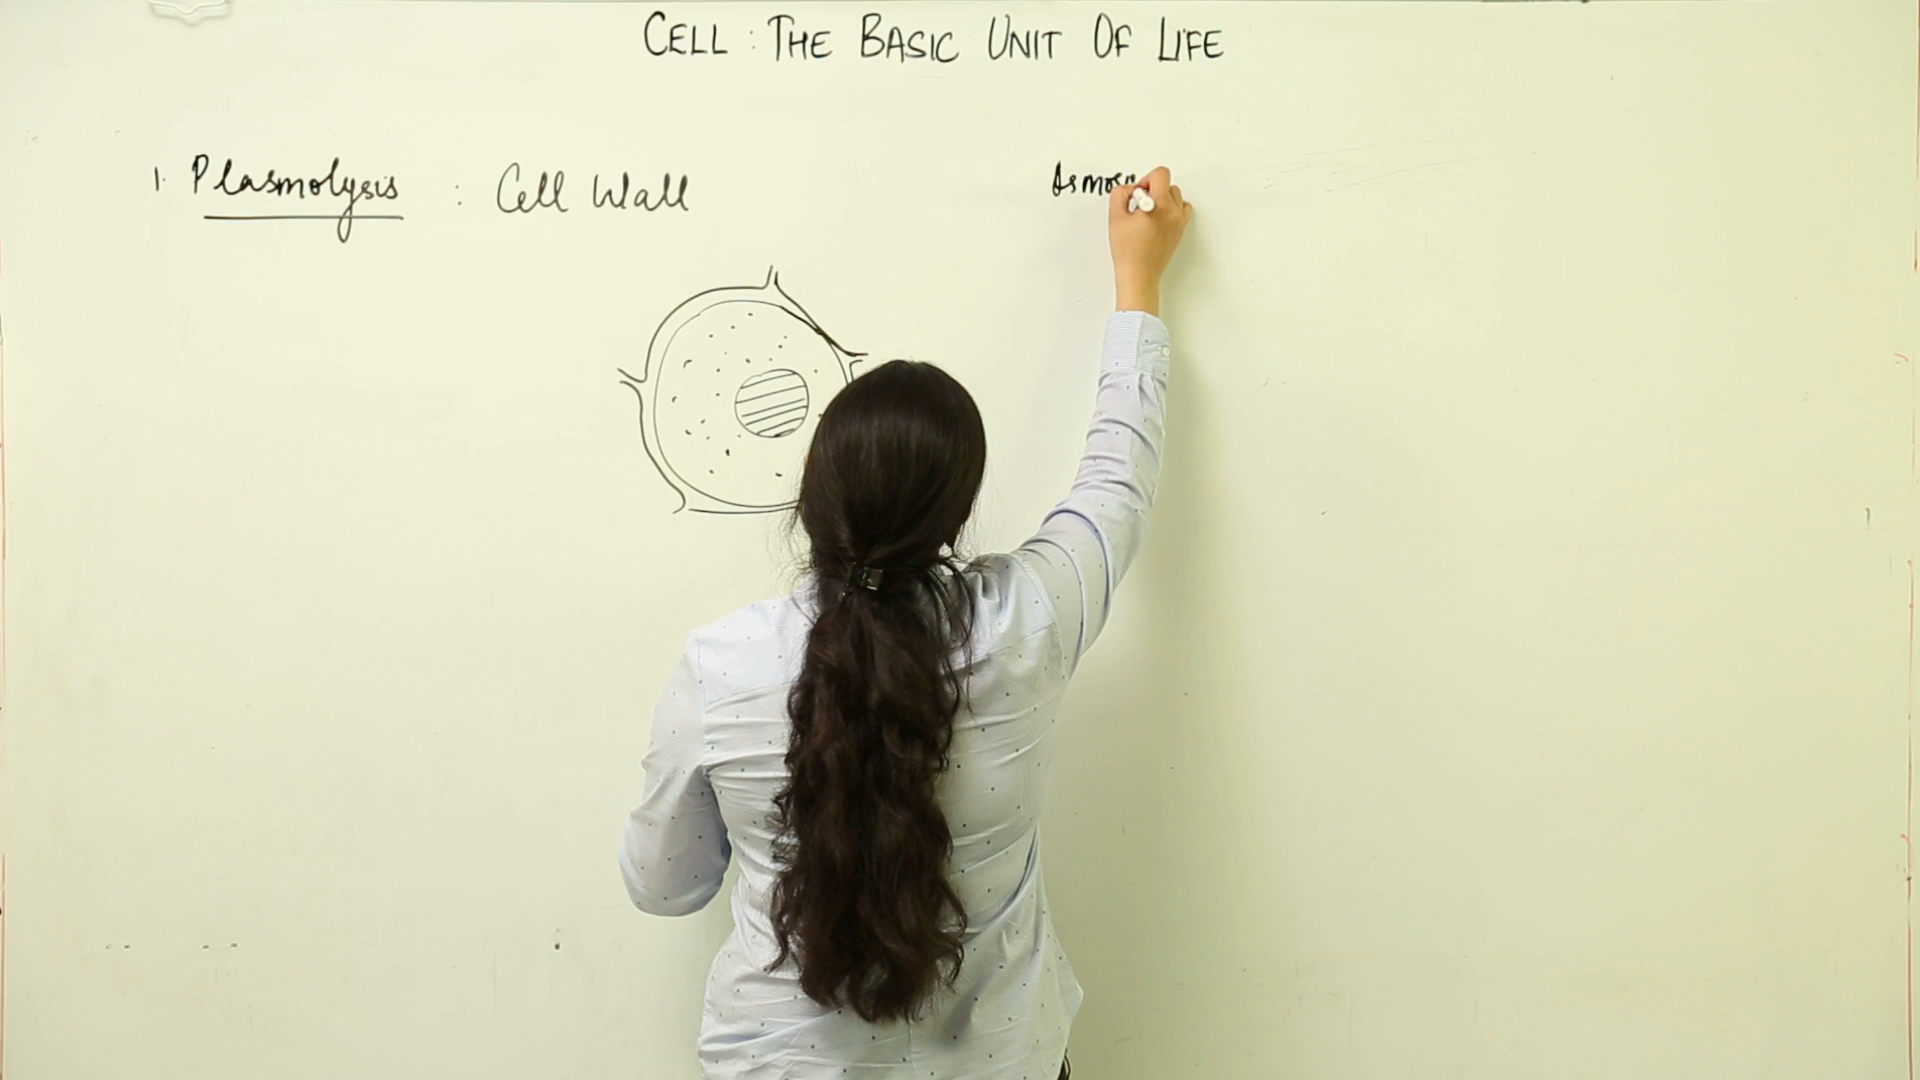 CELL : THE BASIC UNIT OF LIFE
1. Plasmolysis : Cell Wall